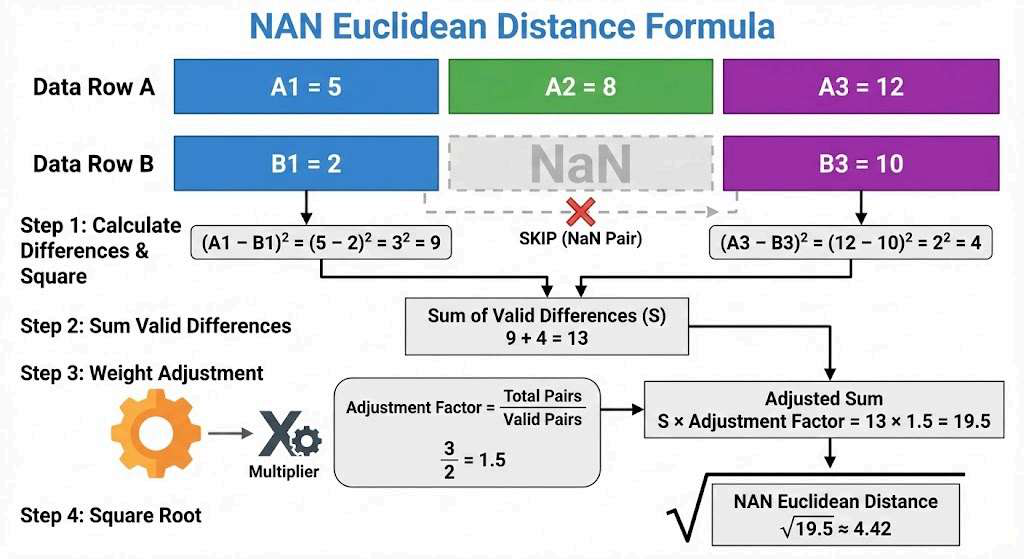 NAN Euclidean Distance Formula
Data Row A
A1 = 5
A2 = 8
A3 = 12
Data Row B
B1 = 2
NaN
B3 = 10
Step 1: Calculate
Differences &
Square
(A1 − B1)² = (5 − 2)² = 3² = 9
SKIP (NaN Pair)
(A3 − B3)² = (12 − 10)² = 2² = 4
Step 2: Sum Valid Differences
Sum of Valid Differences (S)
9 + 4 = 13
Step 3: Weight Adjustment
X
Multiplier
Adjustment Factor = Total Pairs / Valid Pairs
3/2 = 1.5
Adjusted Sum
S × Adjustment Factor = 13 × 1.5 = 19.5
Step 4: Square Root
√
NAN Euclidean Distance
√19.5 ≈ 4.42